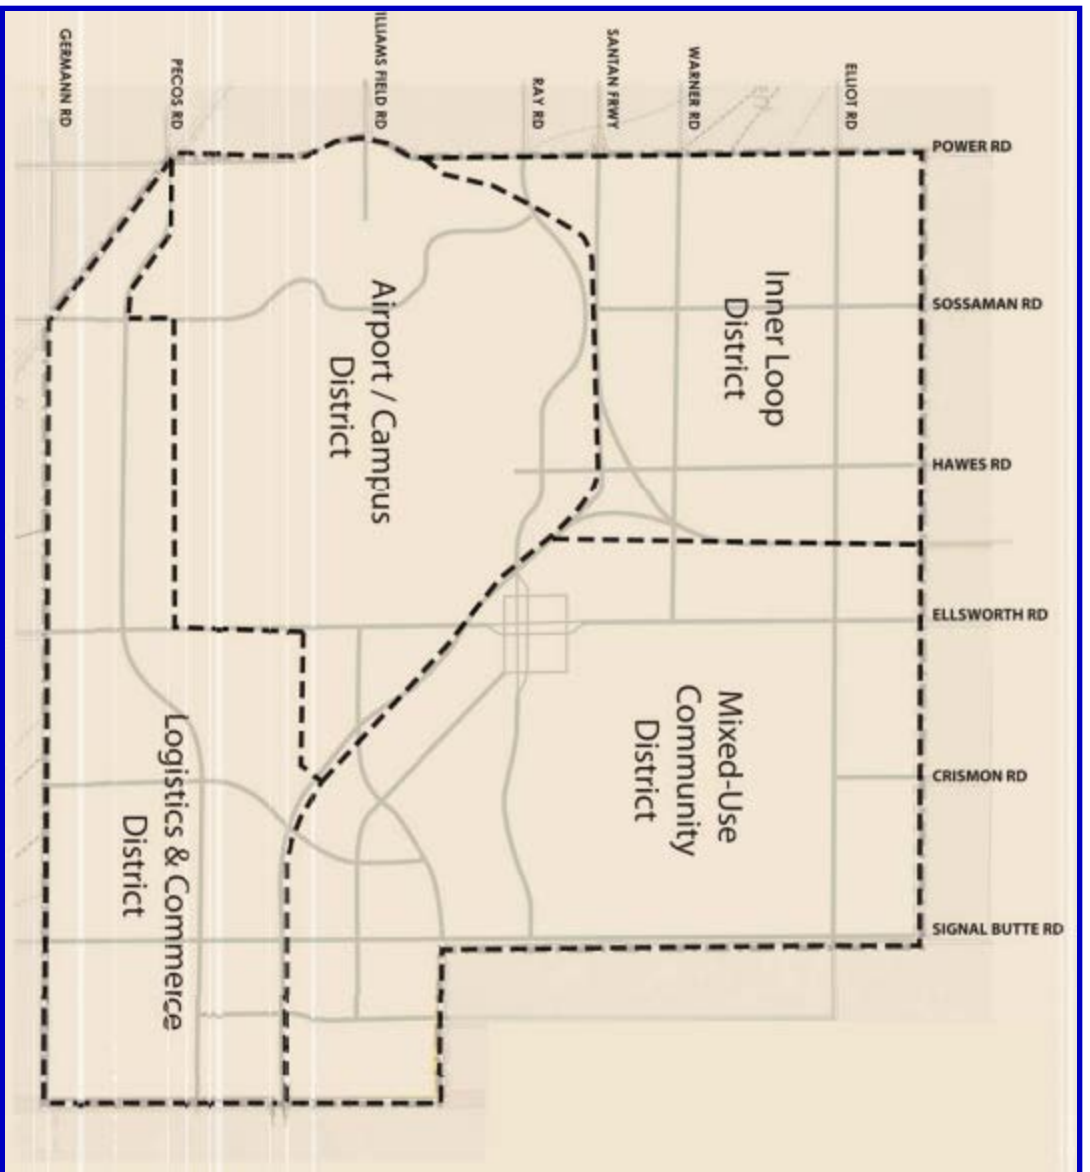 GERMANN RD
PECOS RD
ILLIAMS FIELD RD
RAY RD
SANTAN FRWY
WARNER RD
ELLIOT RD
POWER RD
SOSSAMAN RD
HAWES RD
ELLSWORTH RD
CRISMON RD
SIGNAL BUTTE RD
Inner Loop
District
Airport / Campus
District
Mixed-Use
Community
District
Logistics & Commerce
District